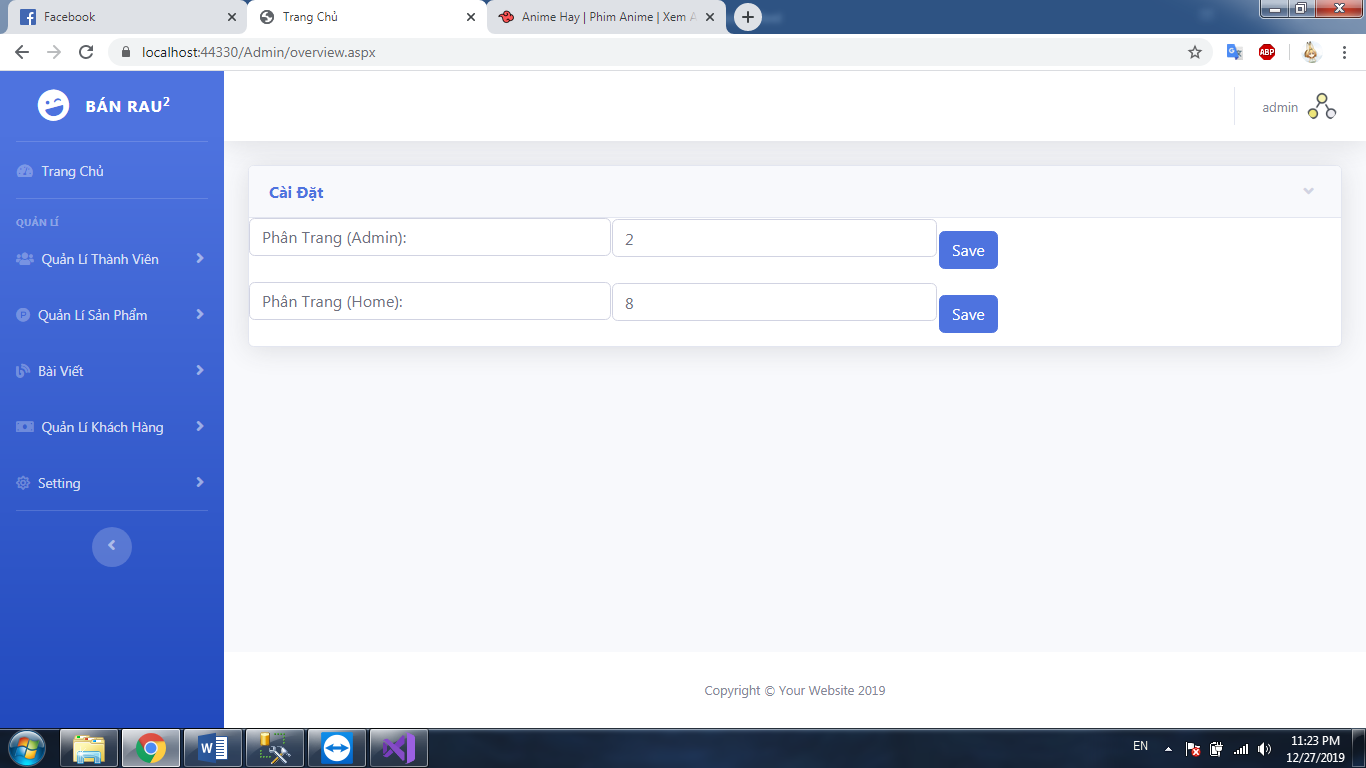 Facebook
Trang Chủ
Anime Hay | Phim Anime | Xem A
localhost:44330/Admin/overview.aspx
ABP
BÁN RAU2
admin
Trang Chủ
Cài Đặt
QUẢN LÍ
Phân Trang (Admin):
2
Save
Quản Lí Thành Viên
Phân Trang (Home):
8
Save
Quản Lí Sản Phẩm
Bài Viết
Quản Lí Khách Hàng
Setting
Copyright © Your Website 2019
EN
11:23 PM
12/27/2019